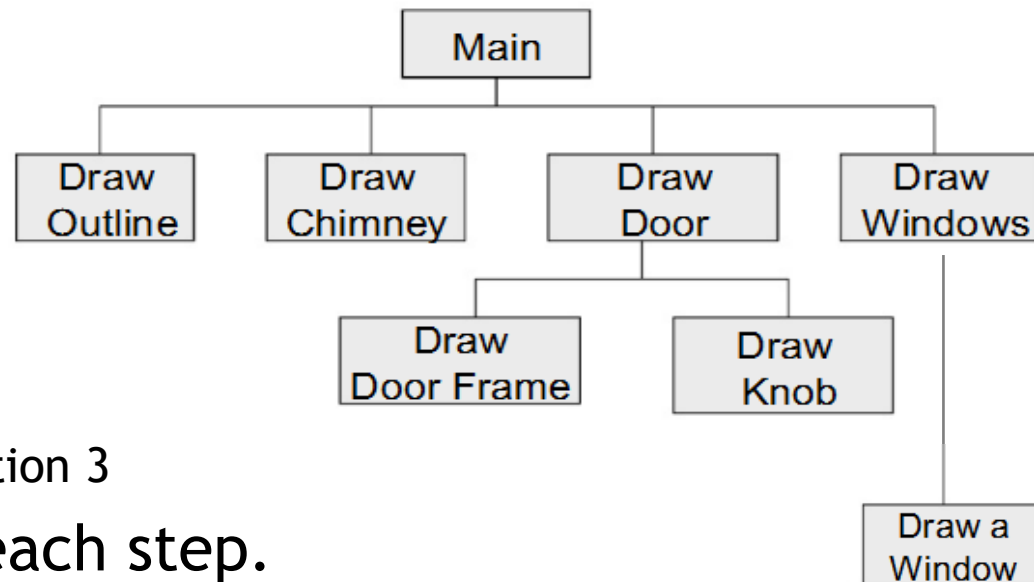 Main
Draw
Outline
Draw
Chimney
Draw
Door
Draw
Windows
Draw
Door Frame
Draw
Knob
3
each step.
Draw a
Window